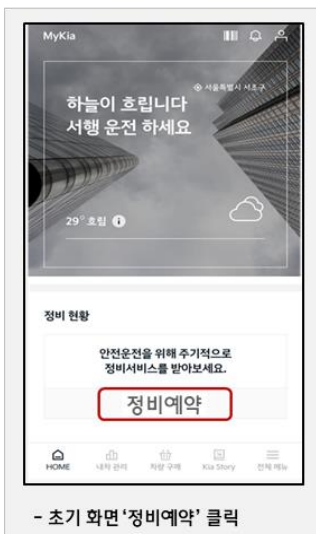 MyKia
서울특별시 서초구
하늘이 흐립니다
서행 운전 하세요
29° 흐림
정비 현황
안전운전을 위해 주기적으로
정비서비스를 받아보세요.
정비예약
HOME 내차 관리 차량 구매 Kia Story 전체 메뉴
- 초기 화면 '정비예약' 클릭